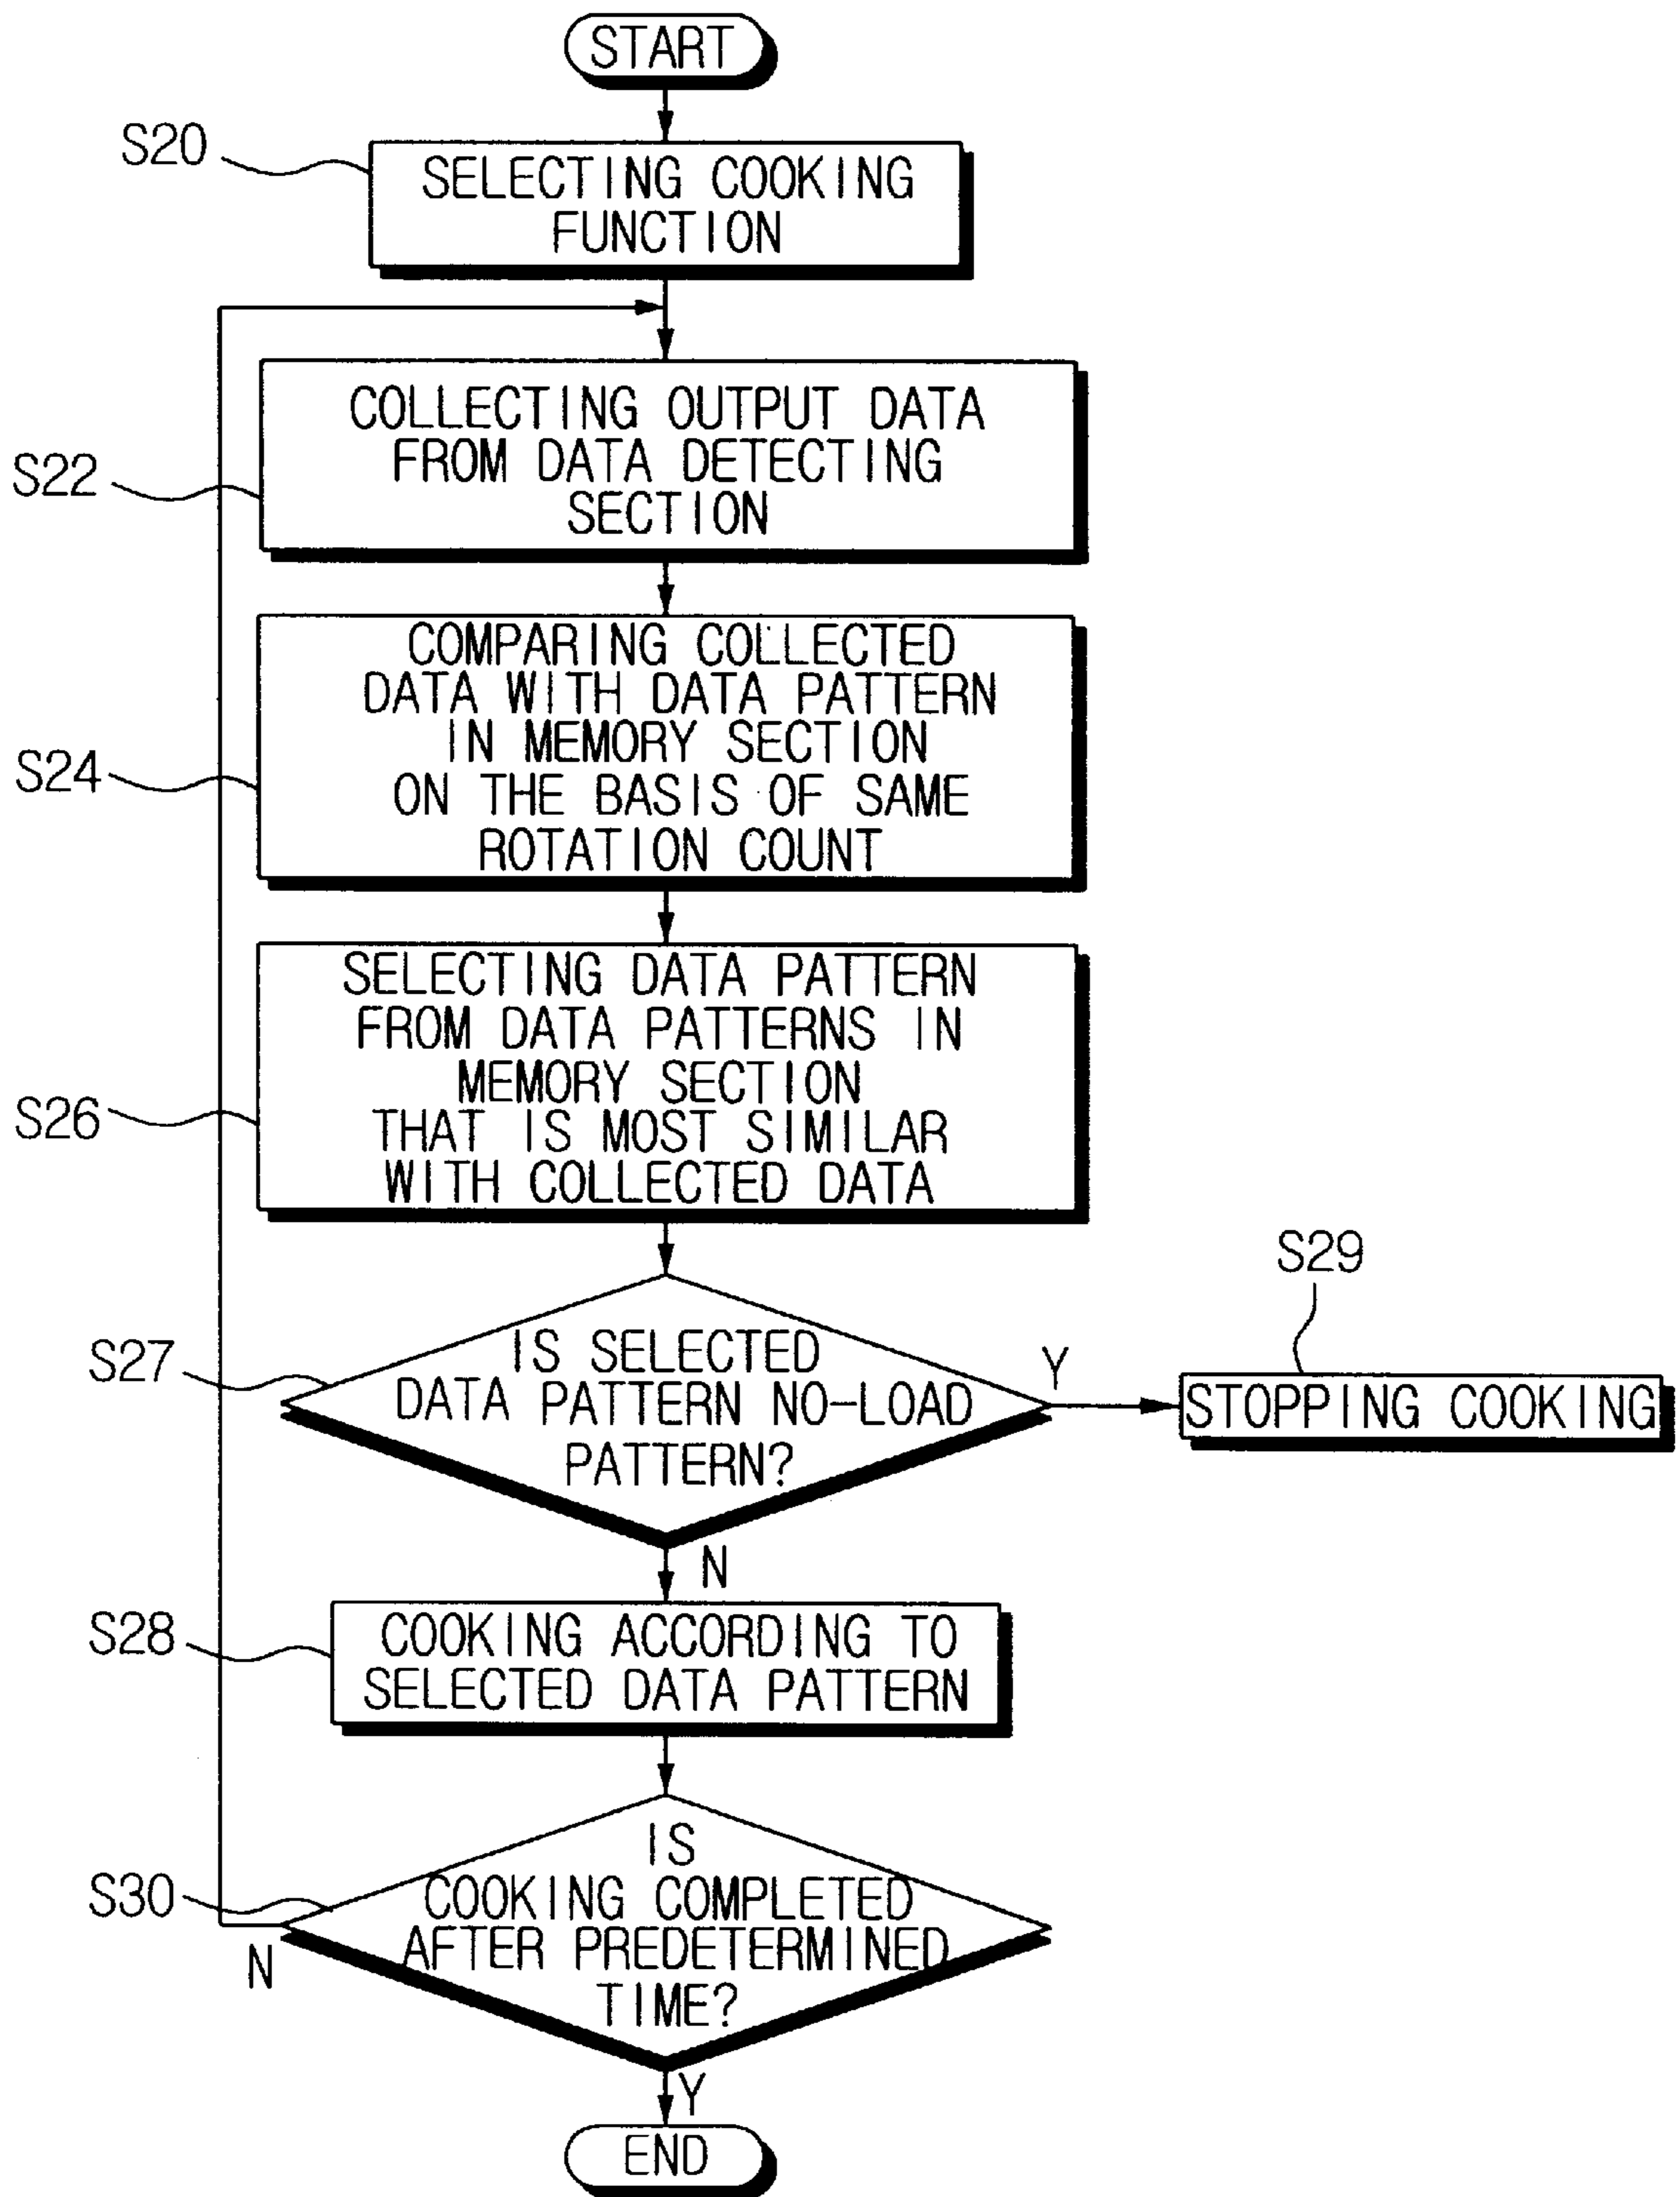 START
S20
SELECTING COOKING
FUNCTION
S22
COLLECTING OUTPUT DATA
FROM DATA DETECTING
SECTION
S24
COMPARING COLLECTED
DATA WITH DATA PATTERN
IN MEMORY SECTION
ON THE BASIS OF SAME
ROTATION COUNT
S26
SELECTING DATA PATTERN
FROM DATA PATTERNS IN
MEMORY SECTION
THAT IS MOST SIMILAR
WITH COLLECTED DATA
S27
IS SELECTED
DATA PATTERN NO-LOAD
PATTERN?
Y
S29
STOPPING COOKING
N
S28
COOKING ACCORDING TO
SELECTED DATA PATTERN
S30
IS
COOKING COMPLETED
AFTER PREDETERMINED
TIME?
N
Y
END